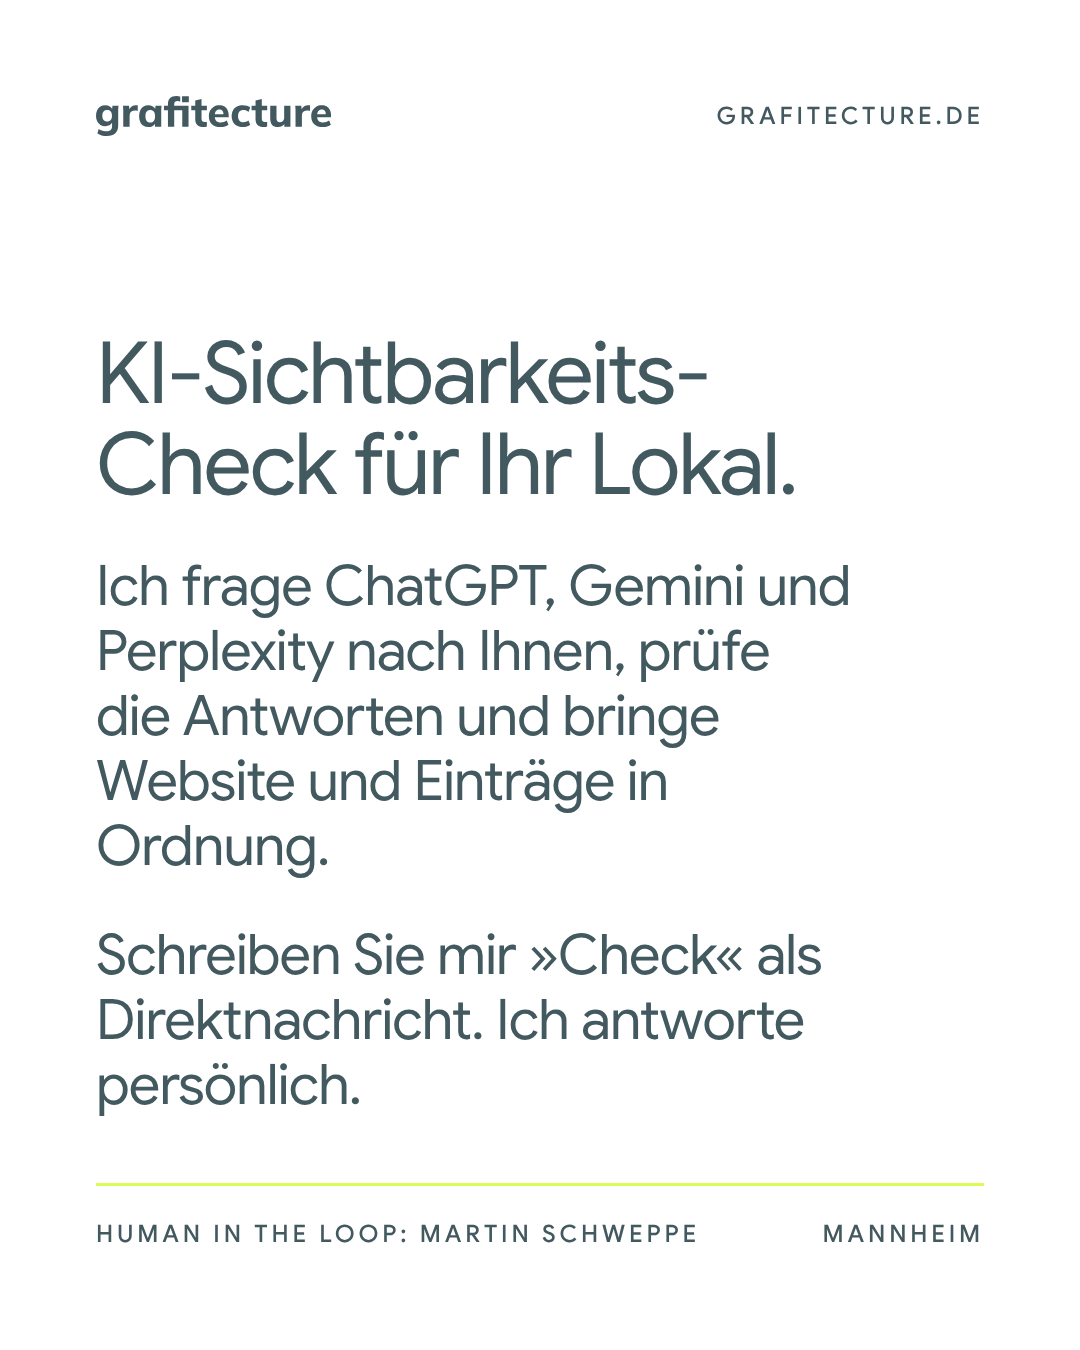 grafitecture
GRAFITECTURE.DE
KI-Sichtbarkeits-
Check für Ihr Lokal.
Ich frage ChatGPT, Gemini und
Perplexity nach Ihnen, prüfe
die Antworten und bringe
Website und Einträge in
Ordnung.
Schreiben Sie mir »Check« als
Direktnachricht. Ich antworte
persönlich.
HUMAN IN THE LOOP: MARTIN SCHWEPPE
MANNHEIM